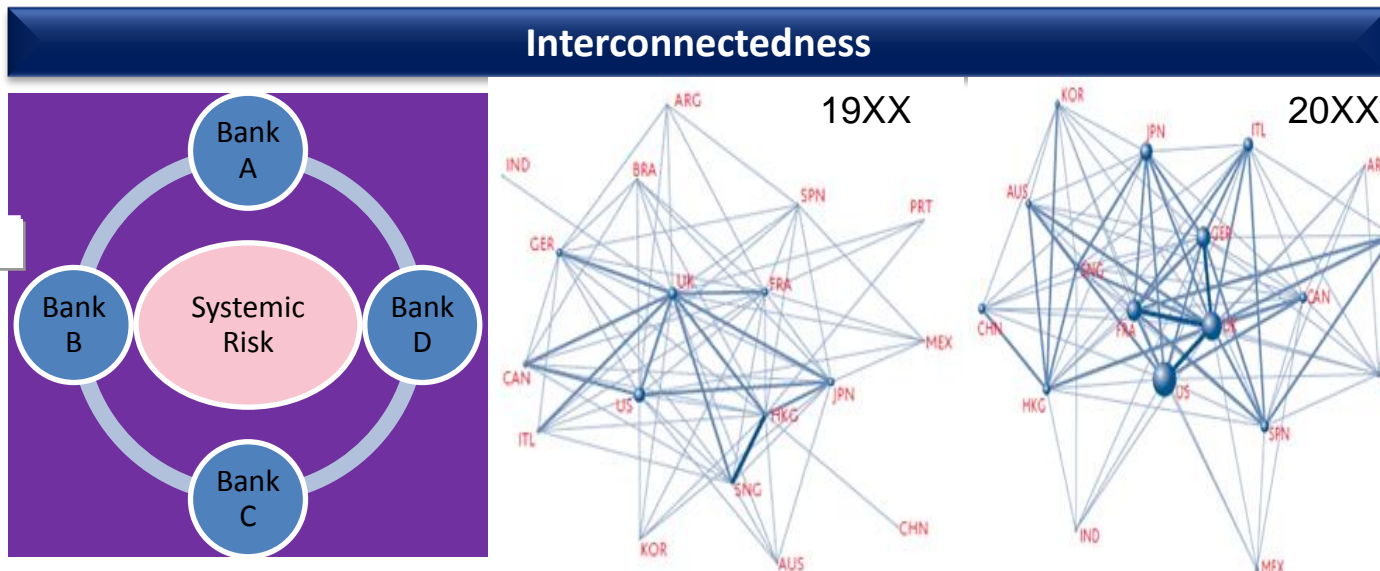 Interconnectedness
Bank
A
Bank
B
Systemic
Risk
Bank
D
Bank
C
19XX
ARG
IND
BRA
SPN
PRT
GER
UK
FRA
MEX
CAN
US
JPN
HKG
ITL
SNG
CHN
KOR
AUS
20XX
KOR
JPN
ITL
AUS
GER
SNG
CAN
CHN
FRA
UK
US
HKG
SPN
IND
MEX